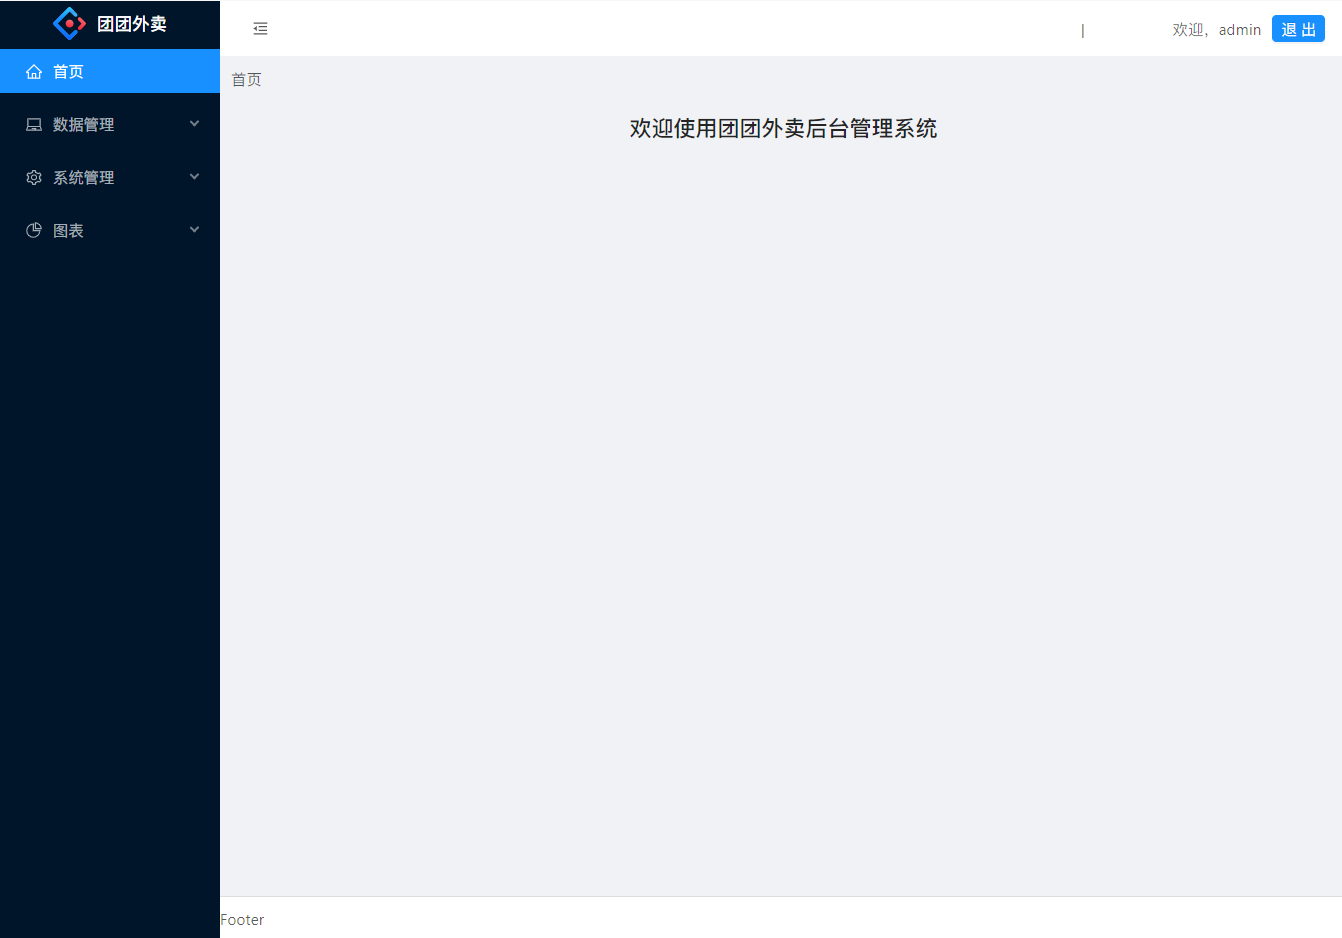 团团外卖
| 欢迎，admin 退 出
首页
数据管理
系统管理
图表
首页
欢迎使用团团外卖后台管理系统
Footer